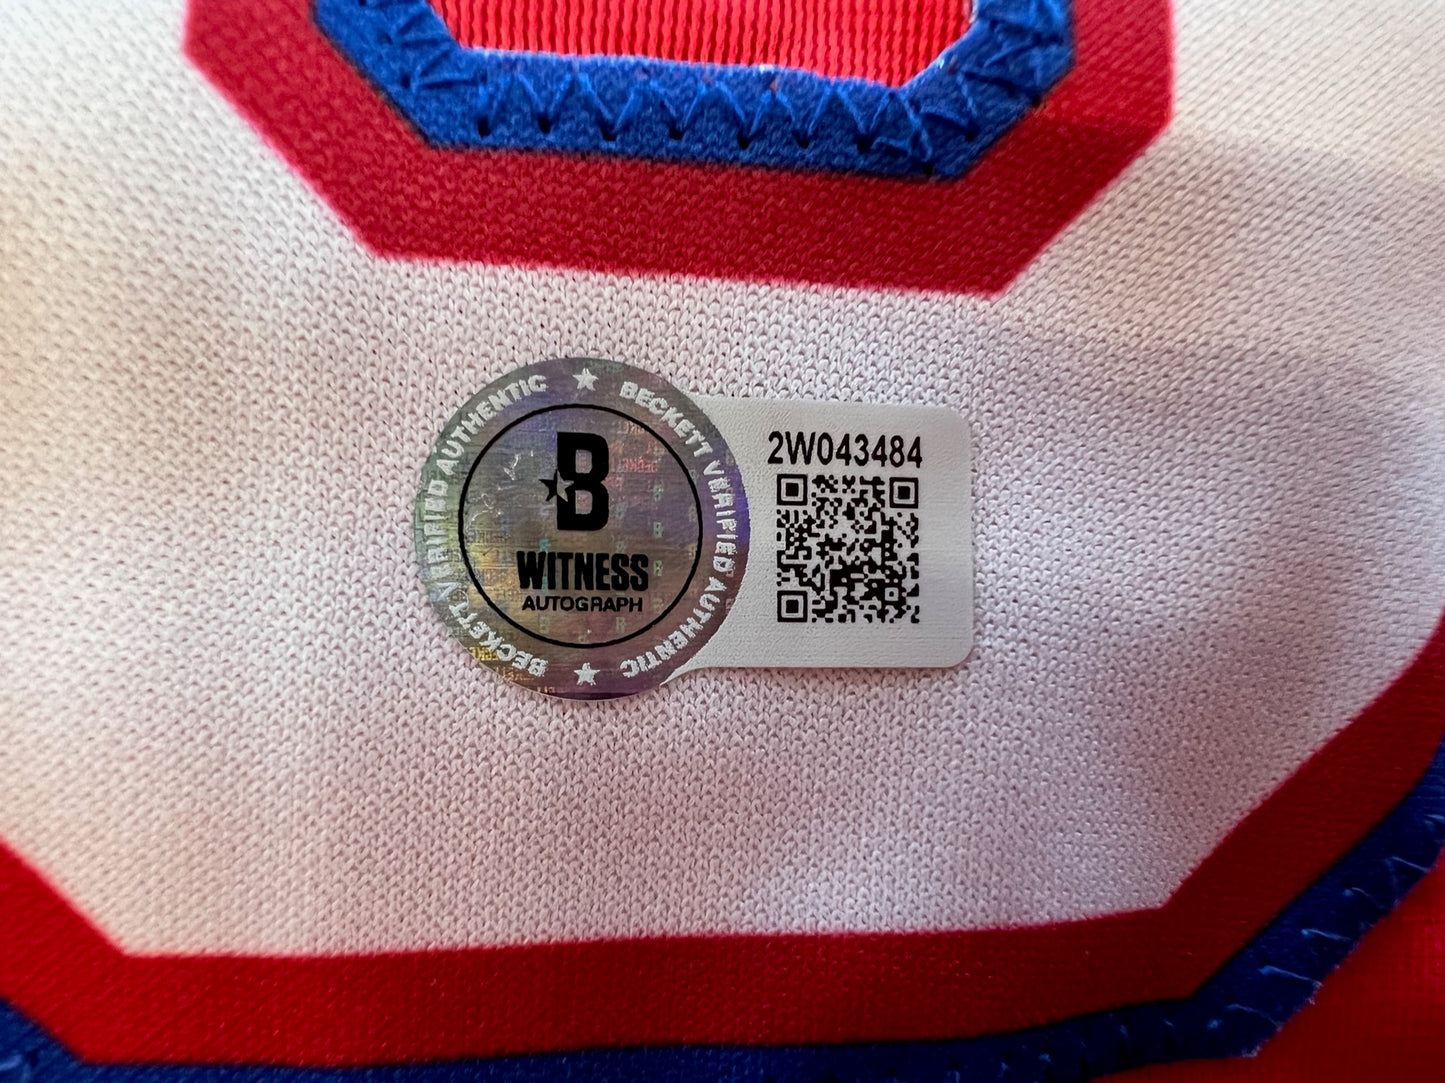 BECKETT VERIFIED AUTHENTIC ★ BECKETT VERIFIED AUTHENTIC ★
B
WITNESS
AUTOGRAPH
2W043484